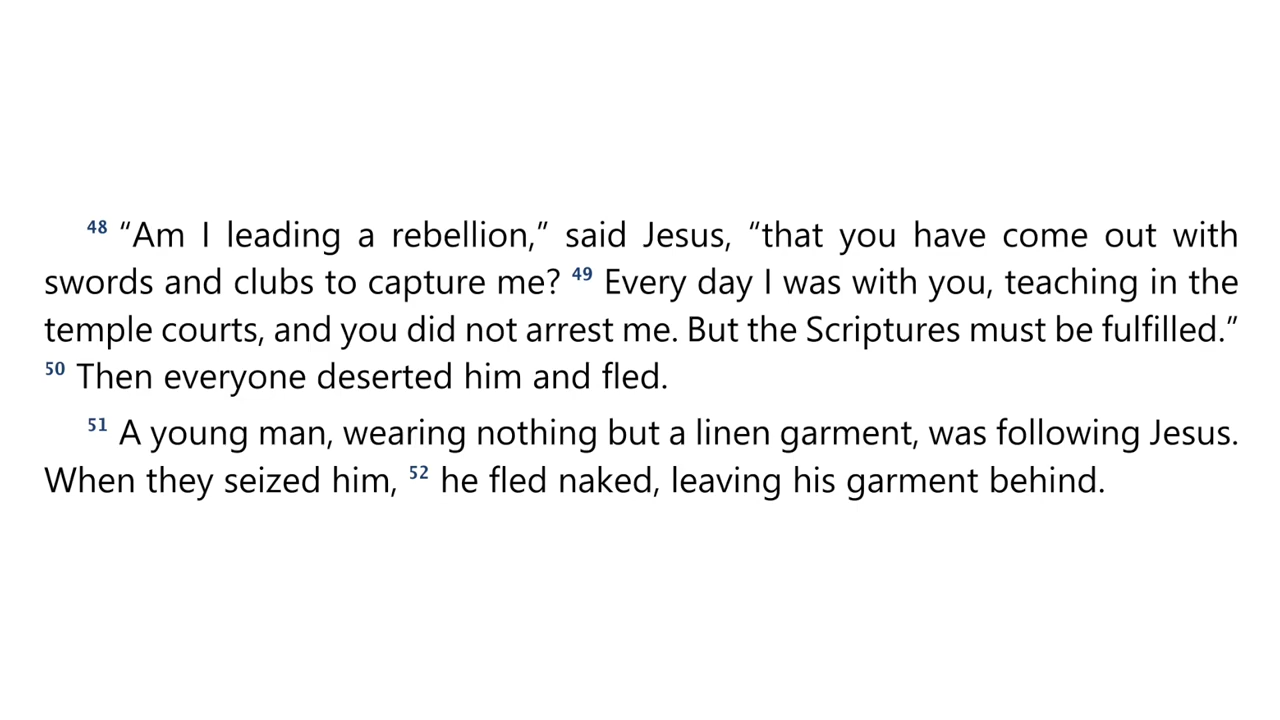 48 “Am I leading a rebellion,” said Jesus, “that you have come out with
swords and clubs to capture me? 49 Every day I was with you, teaching in the
temple courts, and you did not arrest me. But the Scriptures must be fulfilled.”
50 Then everyone deserted him and fled.
51 A young man, wearing nothing but a linen garment, was following Jesus.
When they seized him, 52 he fled naked, leaving his garment behind.